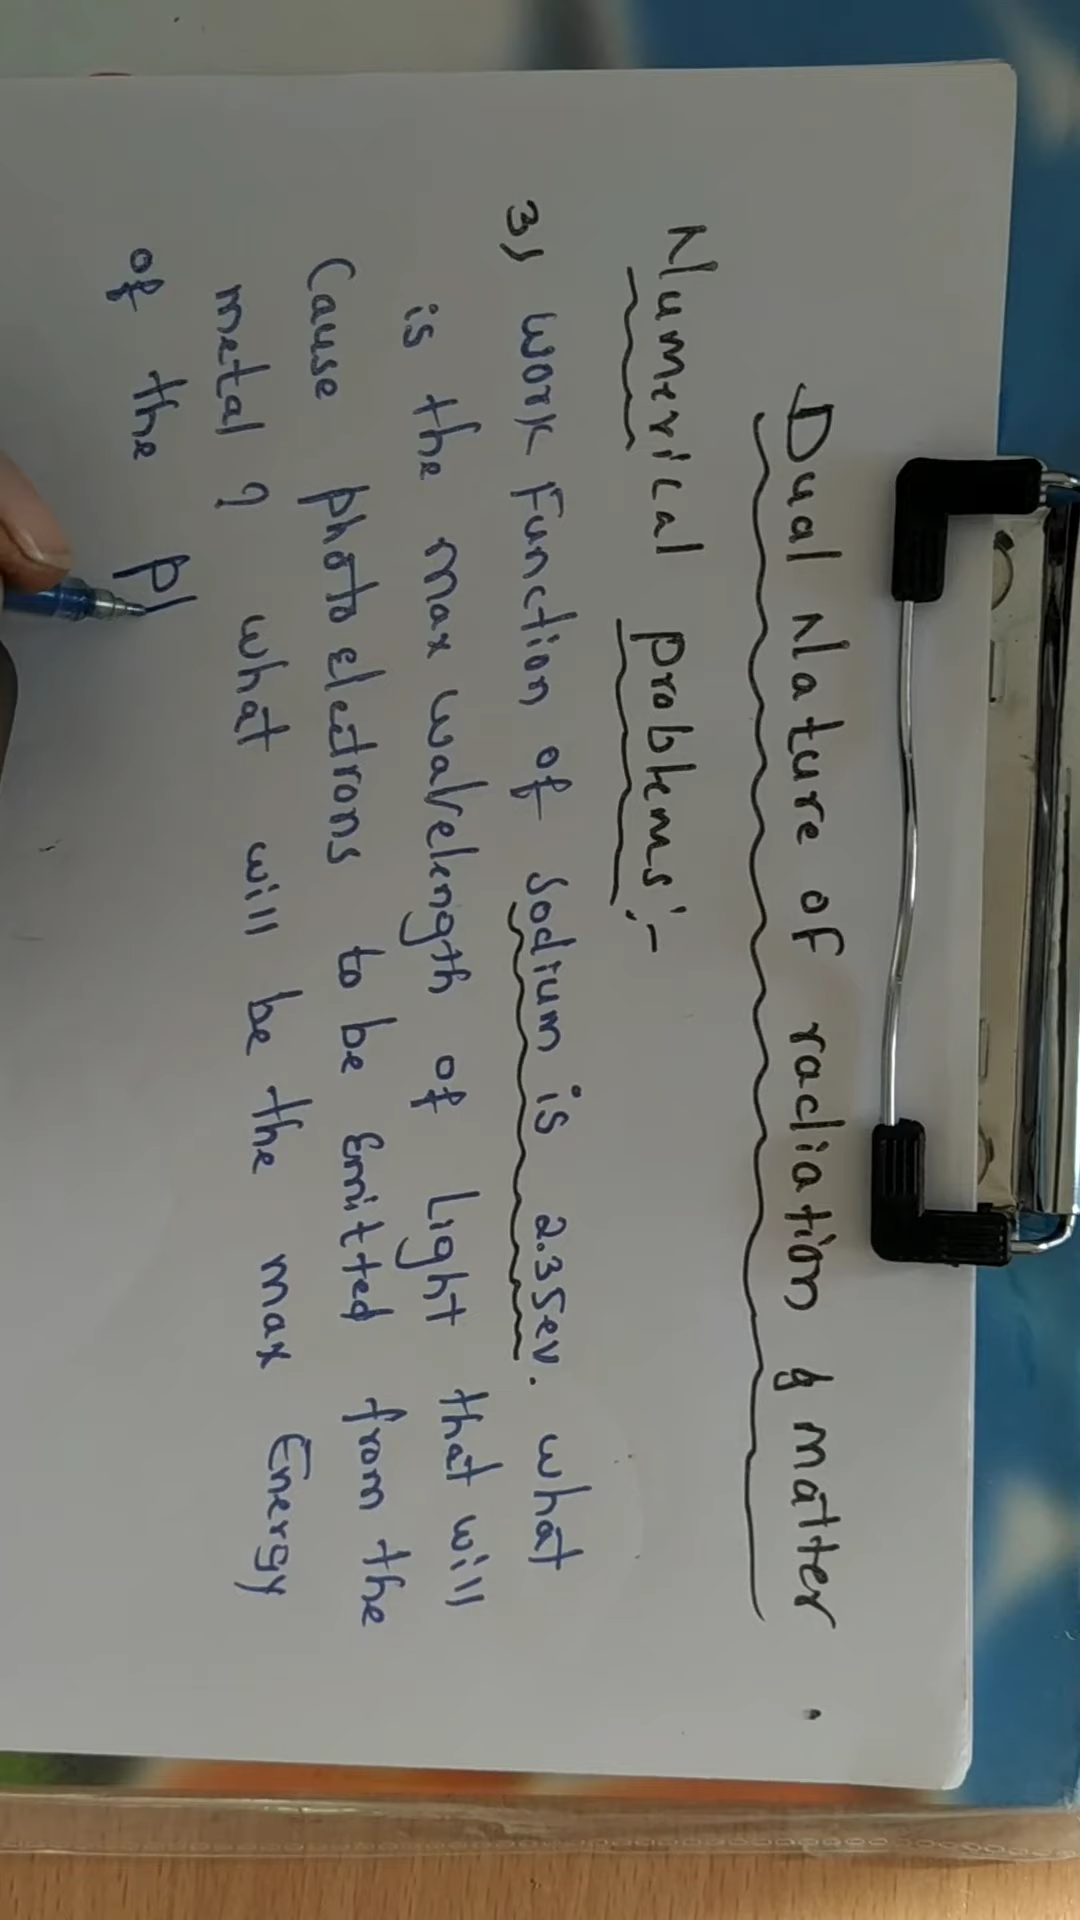 Dual Nature of radiation & matter.
Numerical problems:-
3) Work Function of Sodium is 2.35ev. what
is the max wavelength of Light that will
Cause photo electrons to be Emitted from the
metal? what will be the max Energy
of the